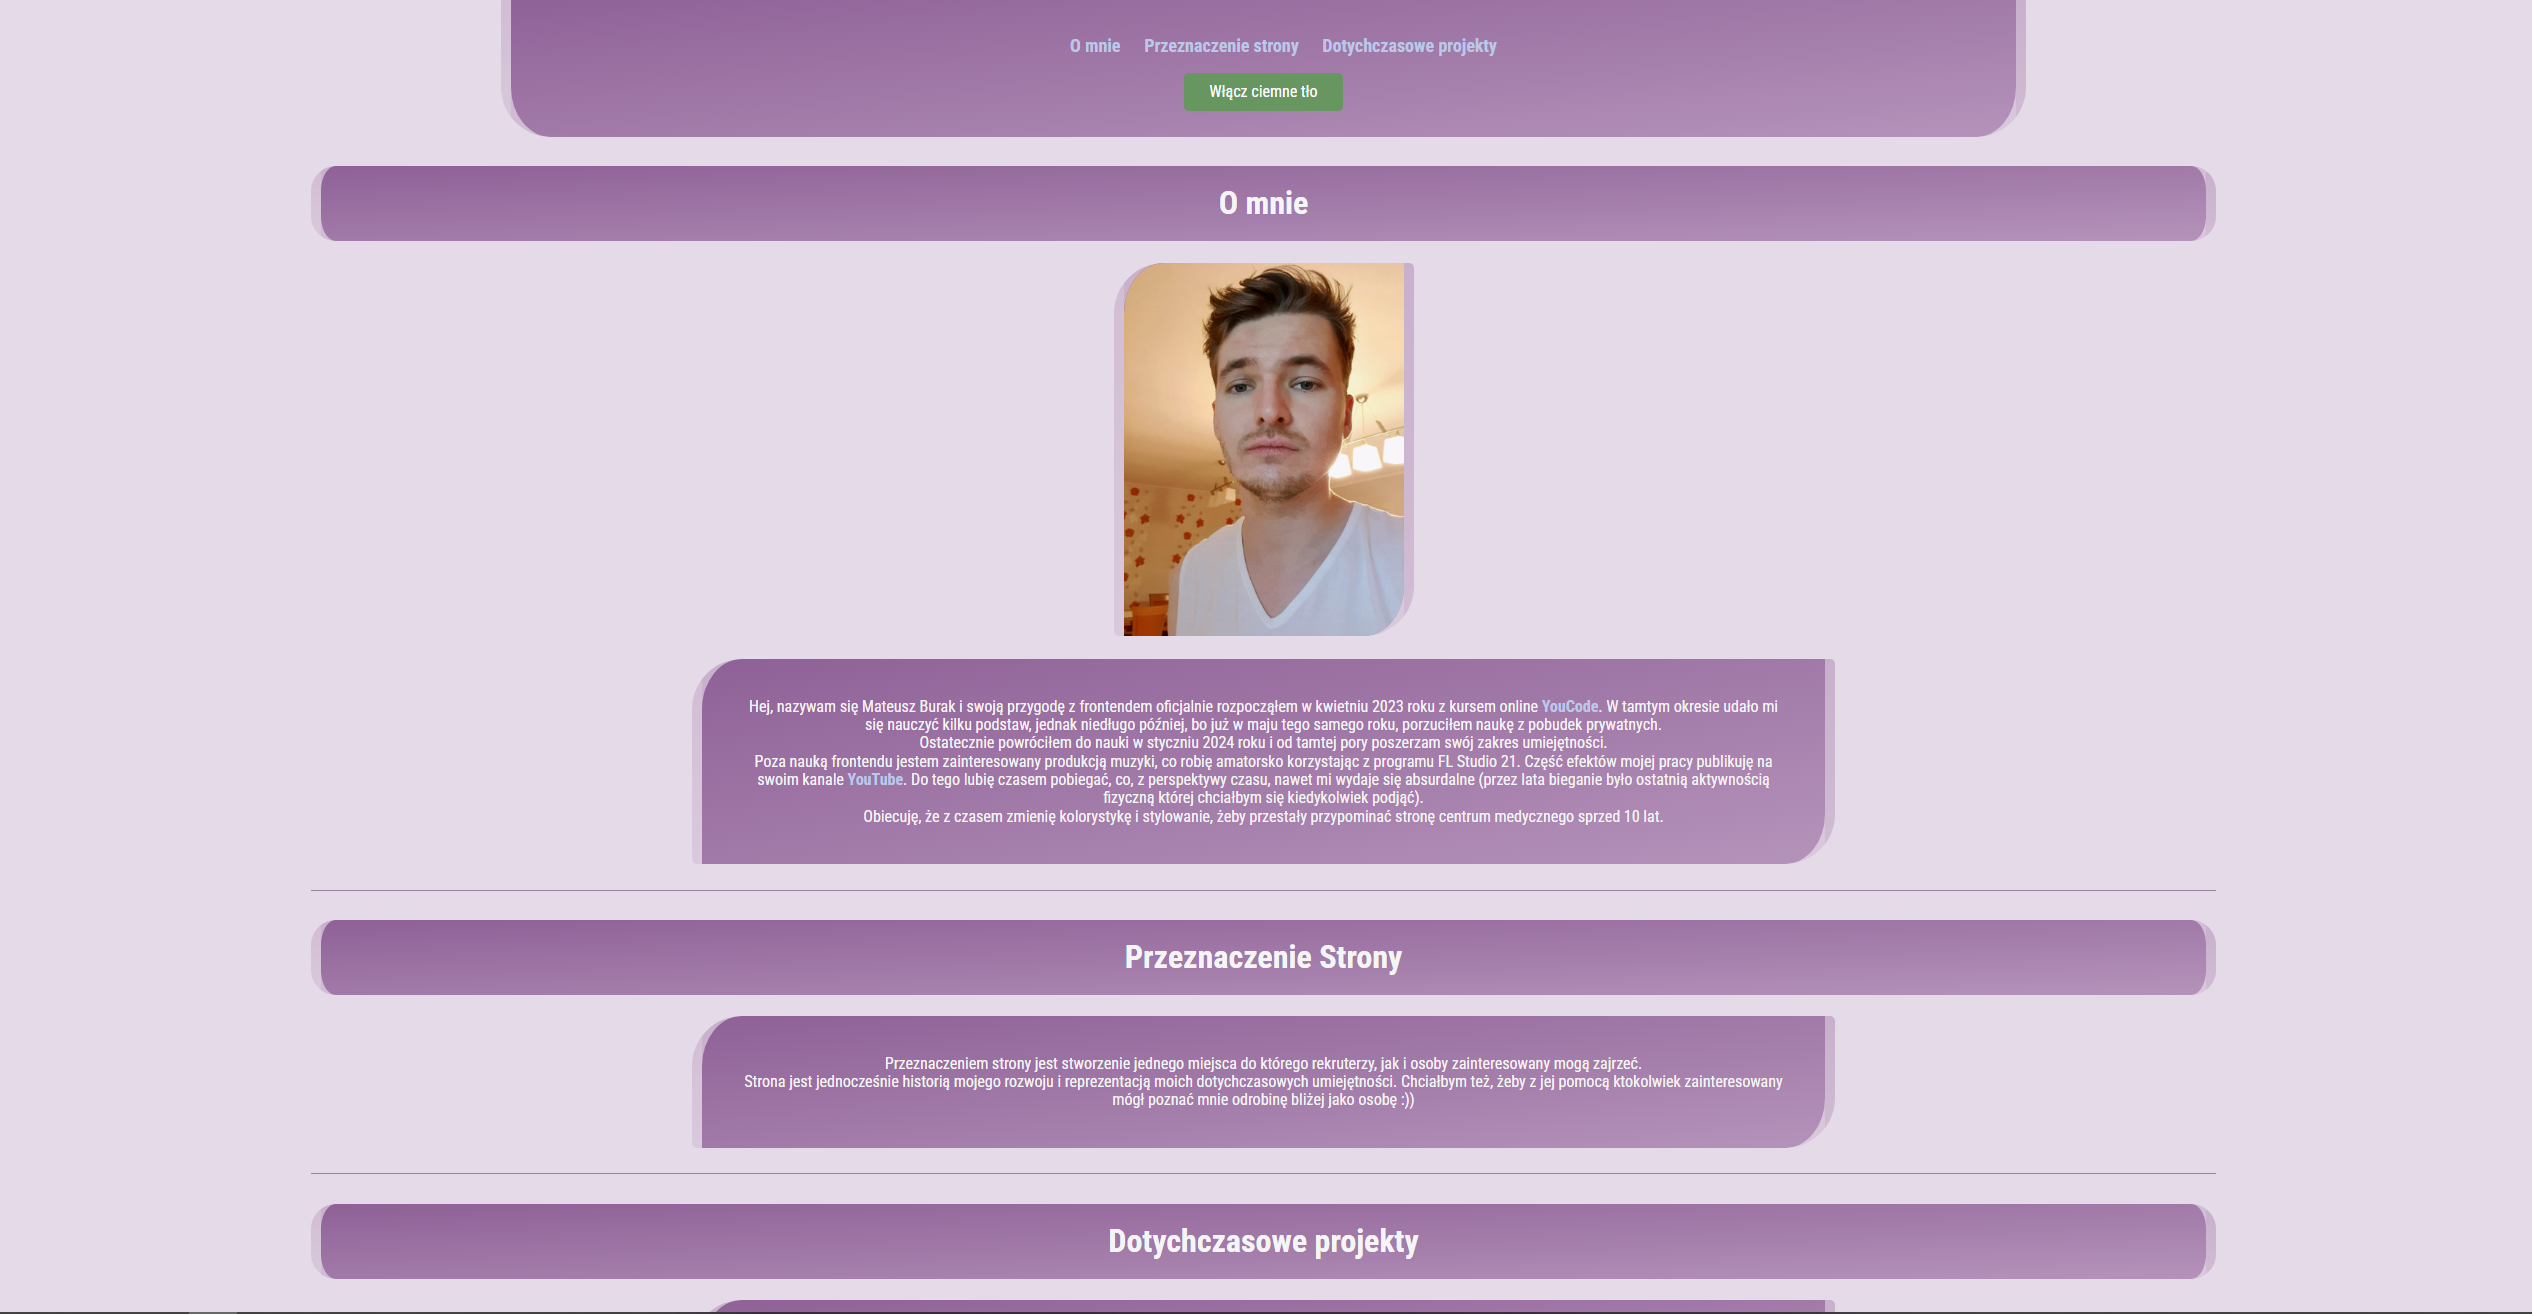 O mnie Przeznaczenie strony Dotychczasowe projekty
Włącz ciemne tło
O mnie
Hej, nazywam się Mateusz Burak i swoją przygodę z frontendem oficjalnie rozpocząłem w kwietniu 2023 roku z kursem online YouCode. W tamtym okresie udało mi
się nauczyć kilku podstaw, jednak niedługo później, bo już w maju tego samego roku, porzuciłem naukę z pobudek prywatnych.
Ostatecznie powróciłem do nauki w styczniu 2024 roku i od tamtej pory poszerzam swój zakres umiejętności.
Poza nauką frontendu jestem zainteresowany produkcją muzyki, co robię amatorsko korzystając z programu FL Studio 21. Część efektów mojej pracy publikuję na
swoim kanale YouTube. Do tego lubię czasem pobiegać, co, z perspektywy czasu, nawet mi wydaje się absurdalne (przez lata bieganie było ostatnią aktywnością
fizyczną której chciałbym się kiedykolwiek podjąć).
Obiecuję, że z czasem zmienię kolorystykę i stylowanie, żeby przestały przypominać stronę centrum medycznego sprzed 10 lat.
Przeznaczenie Strony
Przeznaczeniem strony jest stworzenie jednego miejsca do którego rekruterzy, jak i osoby zainteresowany mogą zajrzeć.
Strona jest jednocześnie historią mojego rozwoju i reprezentacją moich dotychczasowych umiejętności. Chciałbym też, żeby z jej pomocą ktokolwiek zainteresowany
mógł poznać mnie odrobinę bliżej jako osobę :))
Dotychczasowe projekty